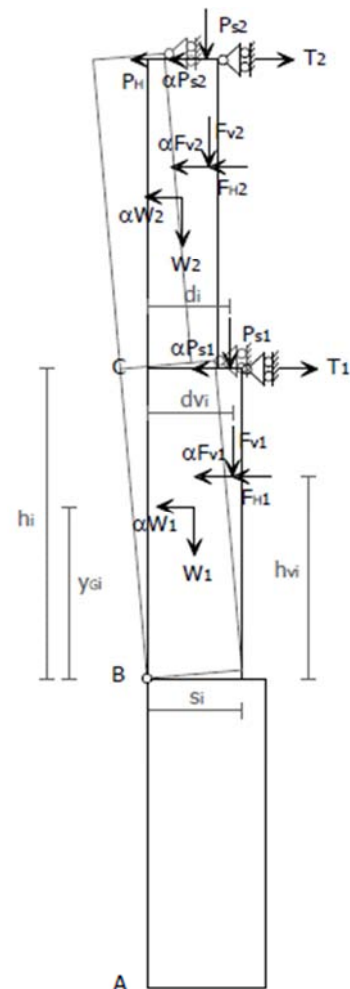 Ps2
T2
PH
αPs2
Fv2
αFv2
FH2
αW2
W2
di
Ps1
αPs1
C
T1
dvi
Fv1
αFv1
FH1
αW1
W1
hi
yGi
hvi
B
si
A